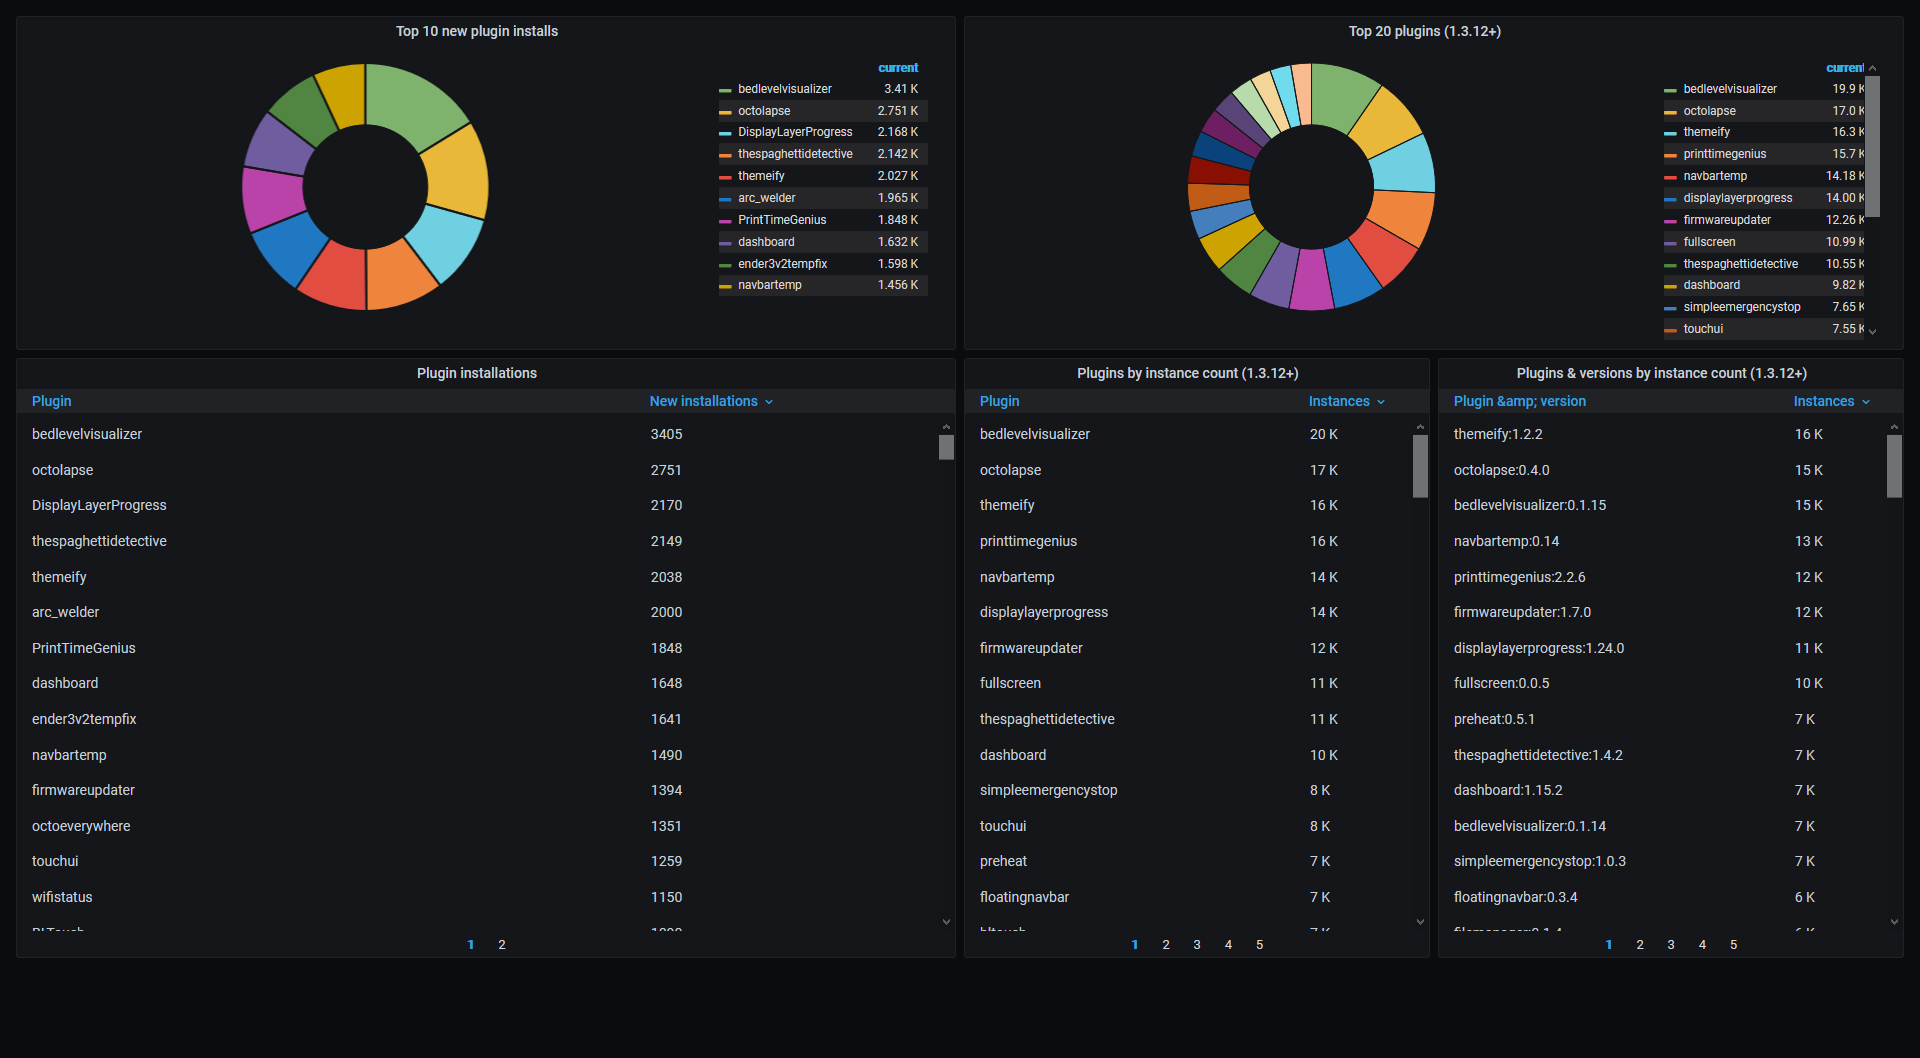 Top 10 new plugin installs
current
bedlevelvisualizer 3.41 K
octolapse 2.751 K
DisplayLayerProgress 2.168 K
thespaghettidetective 2.142 K
themeify 2.027 K
arc_welder 1.965 K
PrintTimeGenius 1.848 K
dashboard 1.632 K
ender3v2tempfix 1.598 K
navbartemp 1.456 K
Top 20 plugins (1.3.12+)
current
bedlevelvisualizer 19.9 K
octolapse 17.0 K
themeify 16.3 K
printtimegenius 15.7 K
navbartemp 14.18 K
displaylayerprogress 14.00 K
firmwareupdater 12.26 K
fullscreen 10.99 K
thespaghettidetective 10.55 K
dashboard 9.82 K
simpleemergencystop 7.65 K
touchui 7.55 K
Plugin installations
Plugin New installations
bedlevelvisualizer 3405
octolapse 2751
DisplayLayerProgress 2170
thespaghettidetective 2149
themeify 2038
arc_welder 2000
PrintTimeGenius 1848
dashboard 1648
ender3v2tempfix 1641
navbartemp 1490
firmwareupdater 1394
octoeverywhere 1351
touchui 1259
wifistatus 1150
1 2
Plugins by instance count (1.3.12+)
Plugin Instances
bedlevelvisualizer 20 K
octolapse 17 K
themeify 16 K
printtimegenius 16 K
navbartemp 14 K
displaylayerprogress 14 K
firmwareupdater 12 K
fullscreen 11 K
thespaghettidetective 11 K
dashboard 10 K
simpleemergencystop 8 K
touchui 8 K
preheat 7 K
floatingnavbar 7 K
1 2 3 4 5
Plugins & versions by instance count (1.3.12+)
Plugin &amp; version Instances
themeify:1.2.2 16 K
octolapse:0.4.0 15 K
bedlevelvisualizer:0.1.15 15 K
navbartemp:0.14 13 K
printtimegenius:2.2.6 12 K
firmwareupdater:1.7.0 12 K
displaylayerprogress:1.24.0 11 K
fullscreen:0.0.5 10 K
preheat:0.5.1 7 K
thespaghettidetective:1.4.2 7 K
dashboard:1.15.2 7 K
bedlevelvisualizer:0.1.14 7 K
simpleemergencystop:1.0.3 7 K
floatingnavbar:0.3.4 6 K
1 2 3 4 5